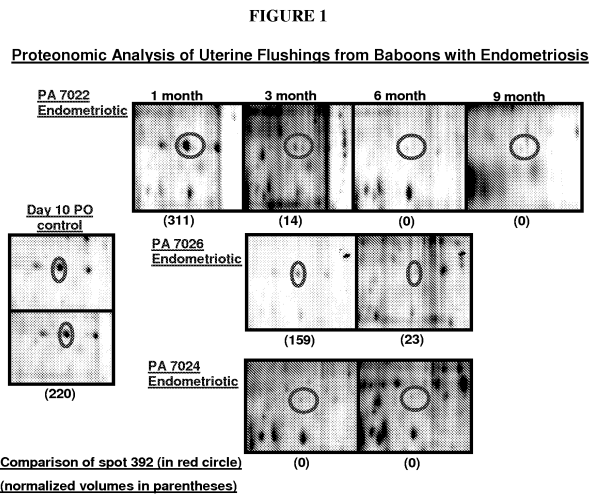 FIGURE 1
Proteonomic Analysis of Uterine Flushings from Baboons with Endometriosis
PA 7022
Endometriotic
1 month
3 month
6 month
9 month
(311)
(14)
(0)
(0)
Day 10 PO
control
(220)
PA 7026
Endometriotic
(159)
(23)
PA 7024
Endometriotic
(0)
(0)
Comparison of spot 392 (in red circle)
(normalized volumes in parentheses)